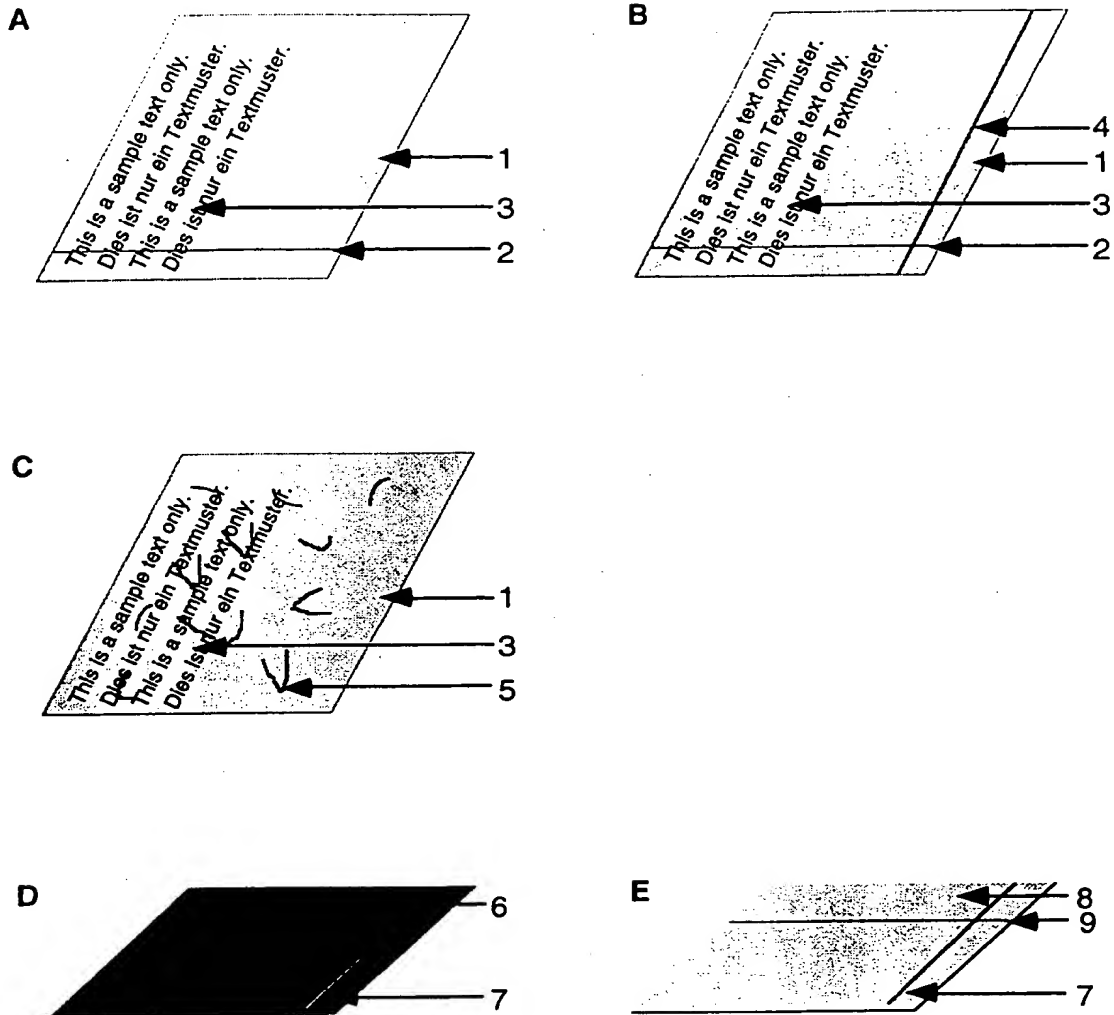 A
This is a sample text only.
Dies ist nur ein Textmuster.
This is a sample text only.
Dies ist nur ein Textmuster.
1
3
2
B
This is a sample text only.
Dies ist nur ein Textmuster.
This is a sample text only.
Dies ist nur ein Textmuster.
4
1
3
2
C
This is a sample text only.
Dies ist nur ein Textmuster.
This is a sample text only.
Dies ist nur ein Textmuster.
1
3
5
D
6
7
E
8
9
7